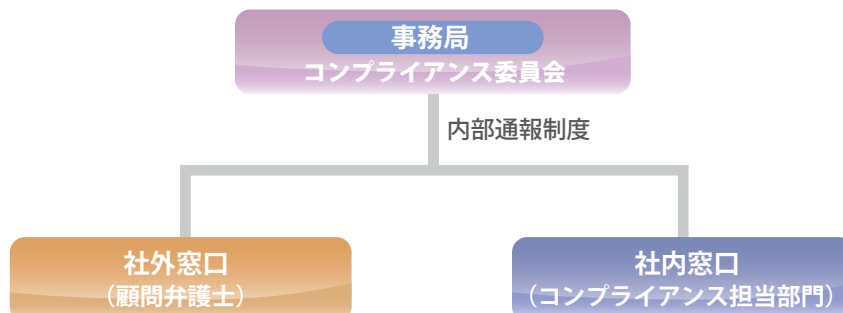 事務局
コンプライアンス委員会
内部通報制度
社外窓口
（顧問弁護士）
社内窓口
（コンプライアンス担当部門）